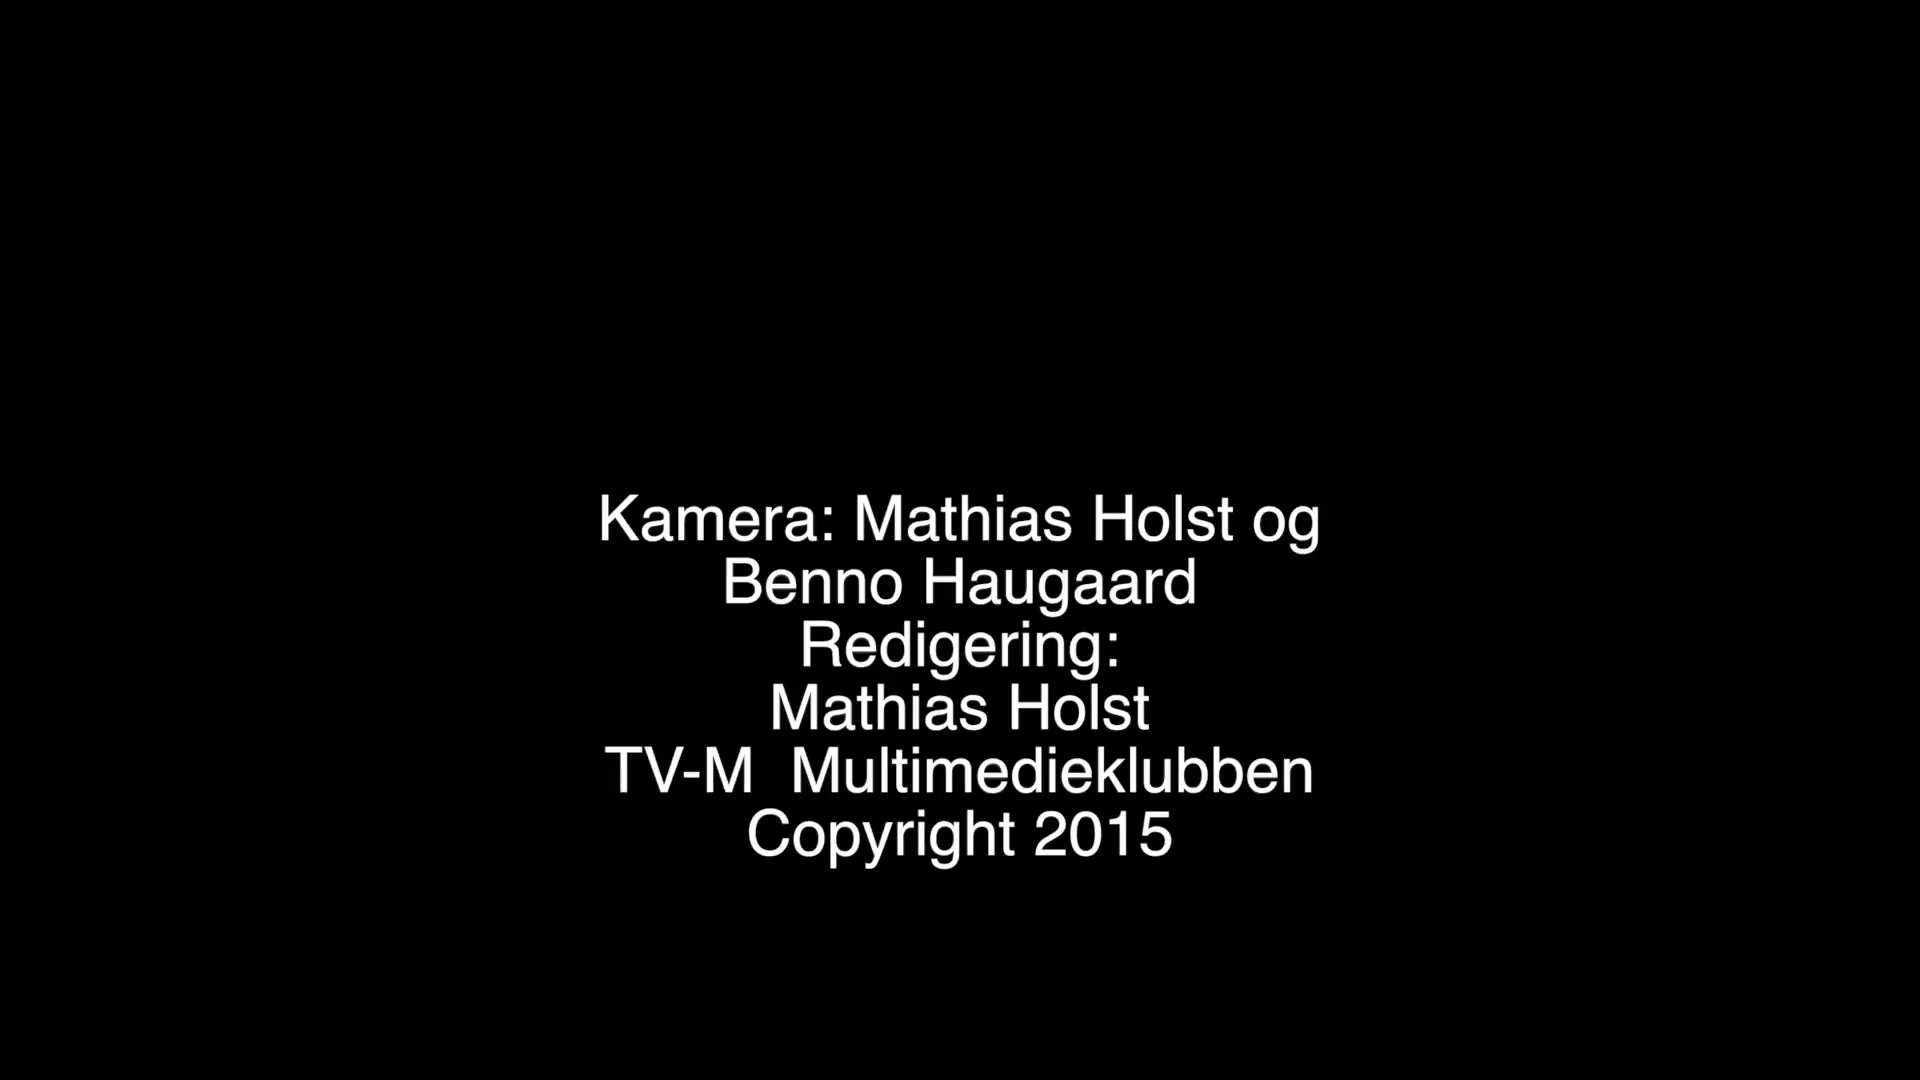 Kamera: Mathias Holst og
Benno Haugaard
Redigering:
Mathias Holst
TV-M  Multimedieklubben
Copyright 2015